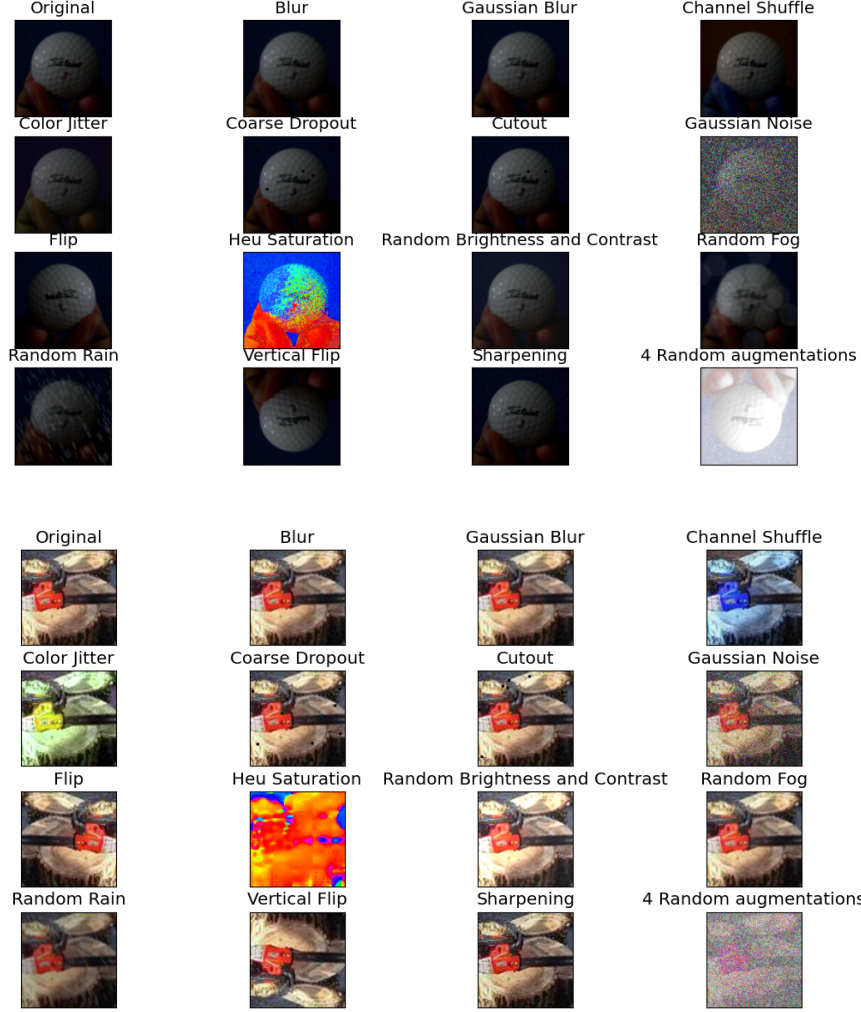 Original Blur Gaussian Blur Channel Shuffle
Color Jitter Coarse Dropout Cutout Gaussian Noise
Flip Heu Saturation Random Brightness and Contrast Random Fog
Random Rain Vertical Flip Sharpening 4 Random augmentations
Original Blur Gaussian Blur Channel Shuffle
Color Jitter Coarse Dropout Cutout Gaussian Noise
Flip Heu Saturation Random Brightness and Contrast Random Fog
Random Rain Vertical Flip Sharpening 4 Random augmentations